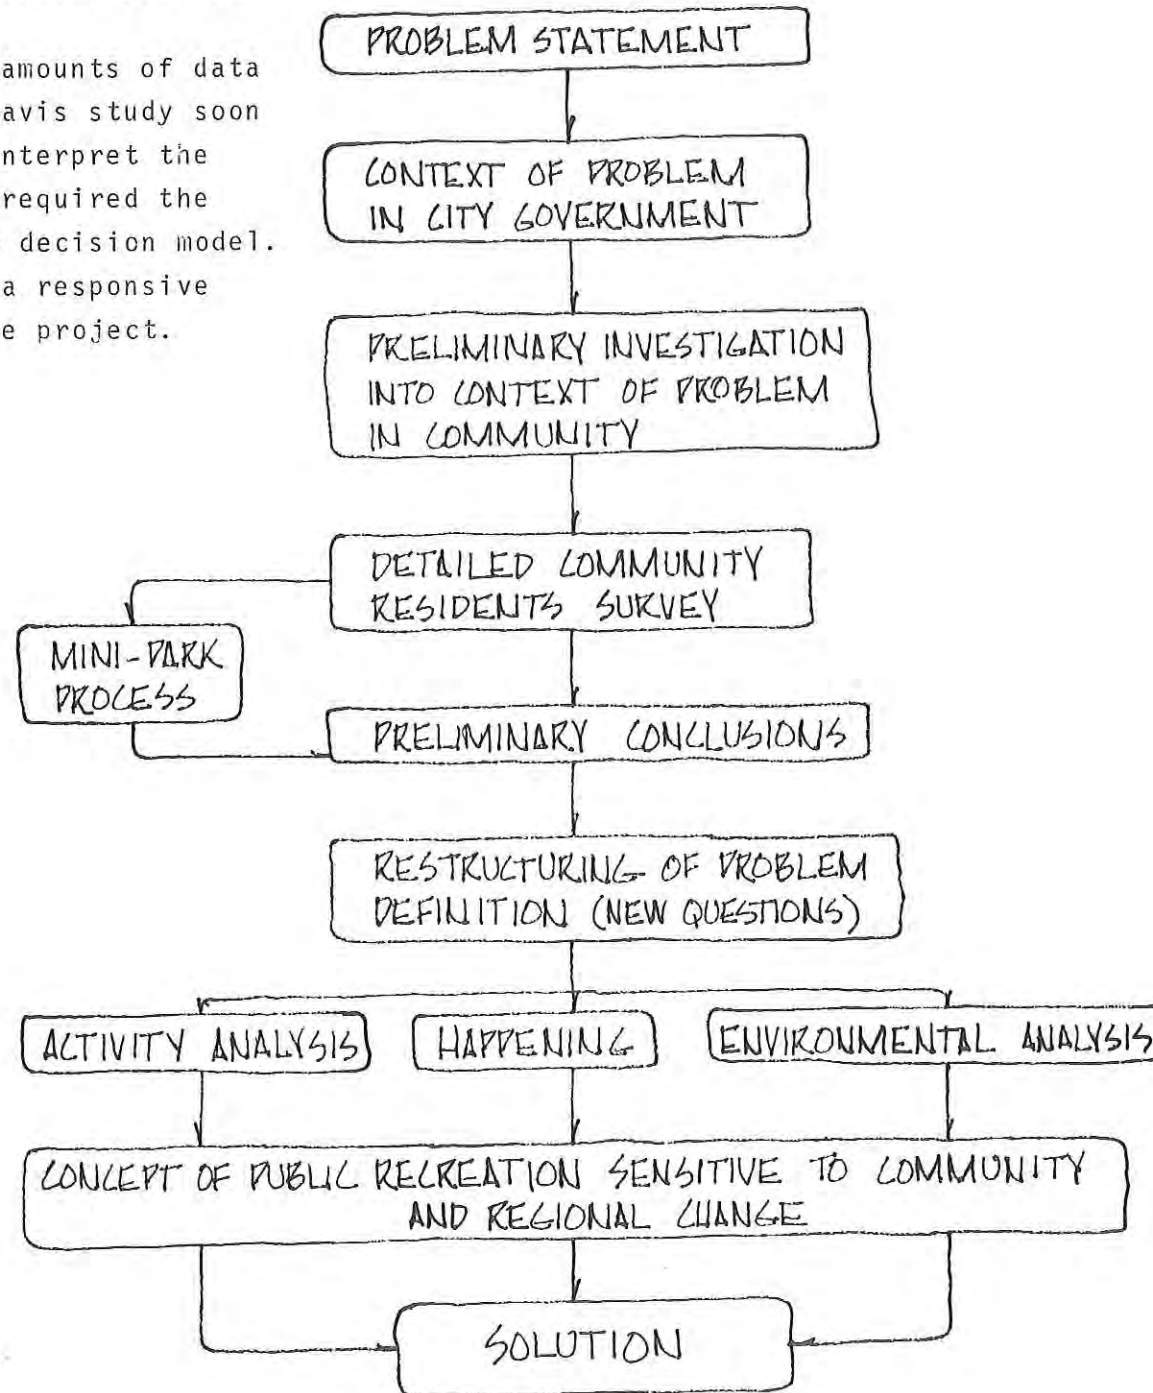 amounts of data
avis study soon
nterpret the
required the
decision model.
a responsive
e project.
PROBLEM STATEMENT
CONTEXT OF PROBLEM
IN CITY GOVERNMENT
PRELIMINARY INVESTIGATION
INTO CONTEXT OF PROBLEM
IN COMMUNITY
DETAILED COMMUNITY
RESIDENTS SURVEY
MINI-PARK
PROCESS
PRELIMINARY CONCLUSIONS
RESTRUCTURING OF PROBLEM
DEFINITION (NEW QUESTIONS)
ACTIVITY ANALYSIS
HAPPENING
ENVIRONMENTAL ANALYSIS
CONCEPT OF PUBLIC RECREATION SENSITIVE TO COMMUNITY
AND REGIONAL CHANGE
SOLUTION